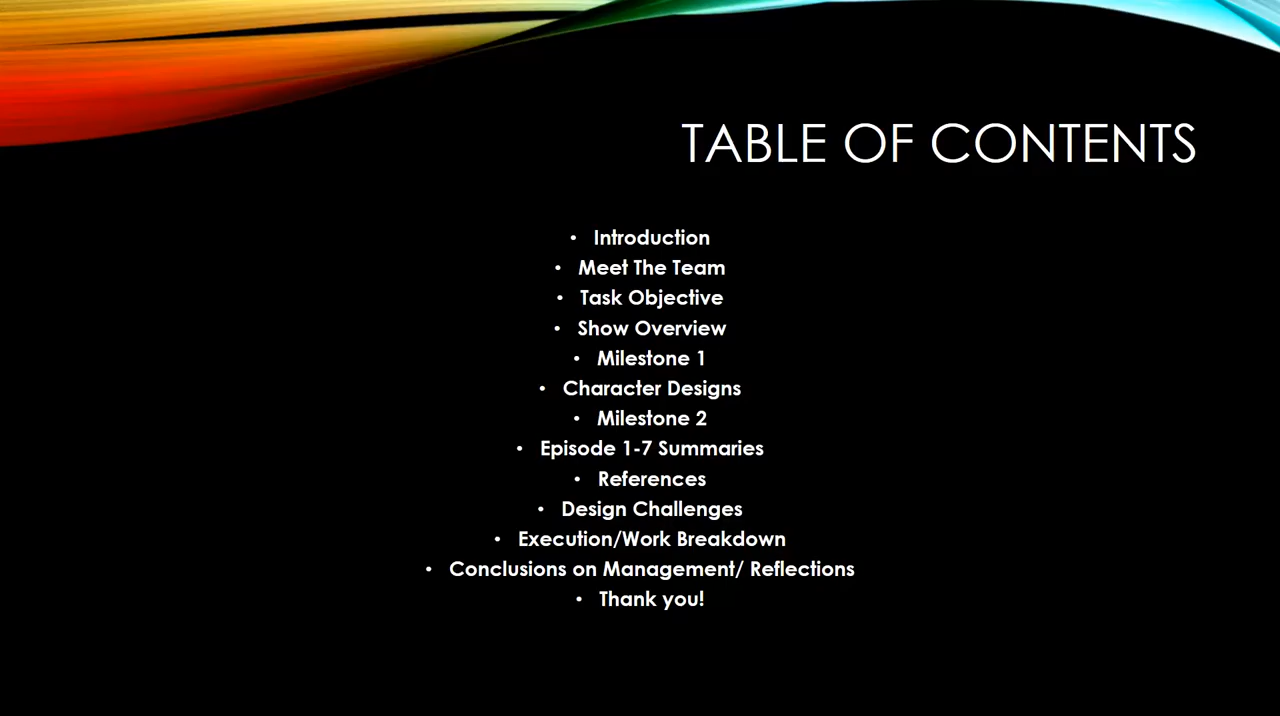 TABLE OF CONTENTS
• Introduction
• Meet The Team
• Task Objective
• Show Overview
• Milestone 1
• Character Designs
• Milestone 2
• Episode 1-7 Summaries
• References
• Design Challenges
• Execution/Work Breakdown
• Conclusions on Management/ Reflections
• Thank you!